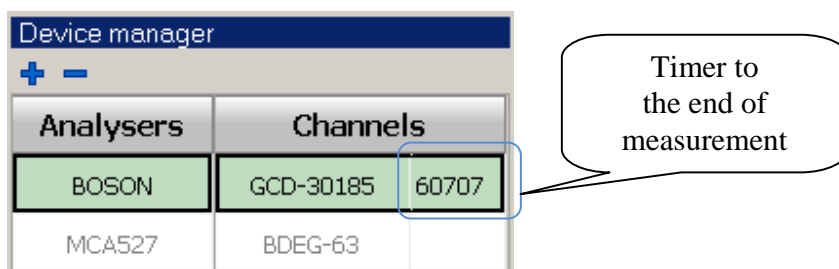 Device manager
Analysers Channels
BOSON GCD-30185 60707
MCA527 BDEG-63
Timer to
the end of
measurement